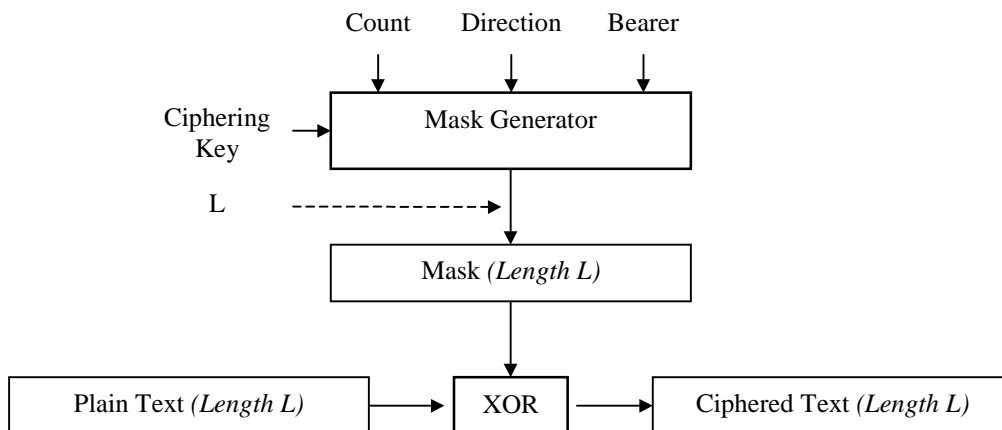 Count Direction Bearer
Ciphering
Key
Mask Generator
L
Mask (Length L)
Plain Text (Length L)
XOR
Ciphered Text (Length L)